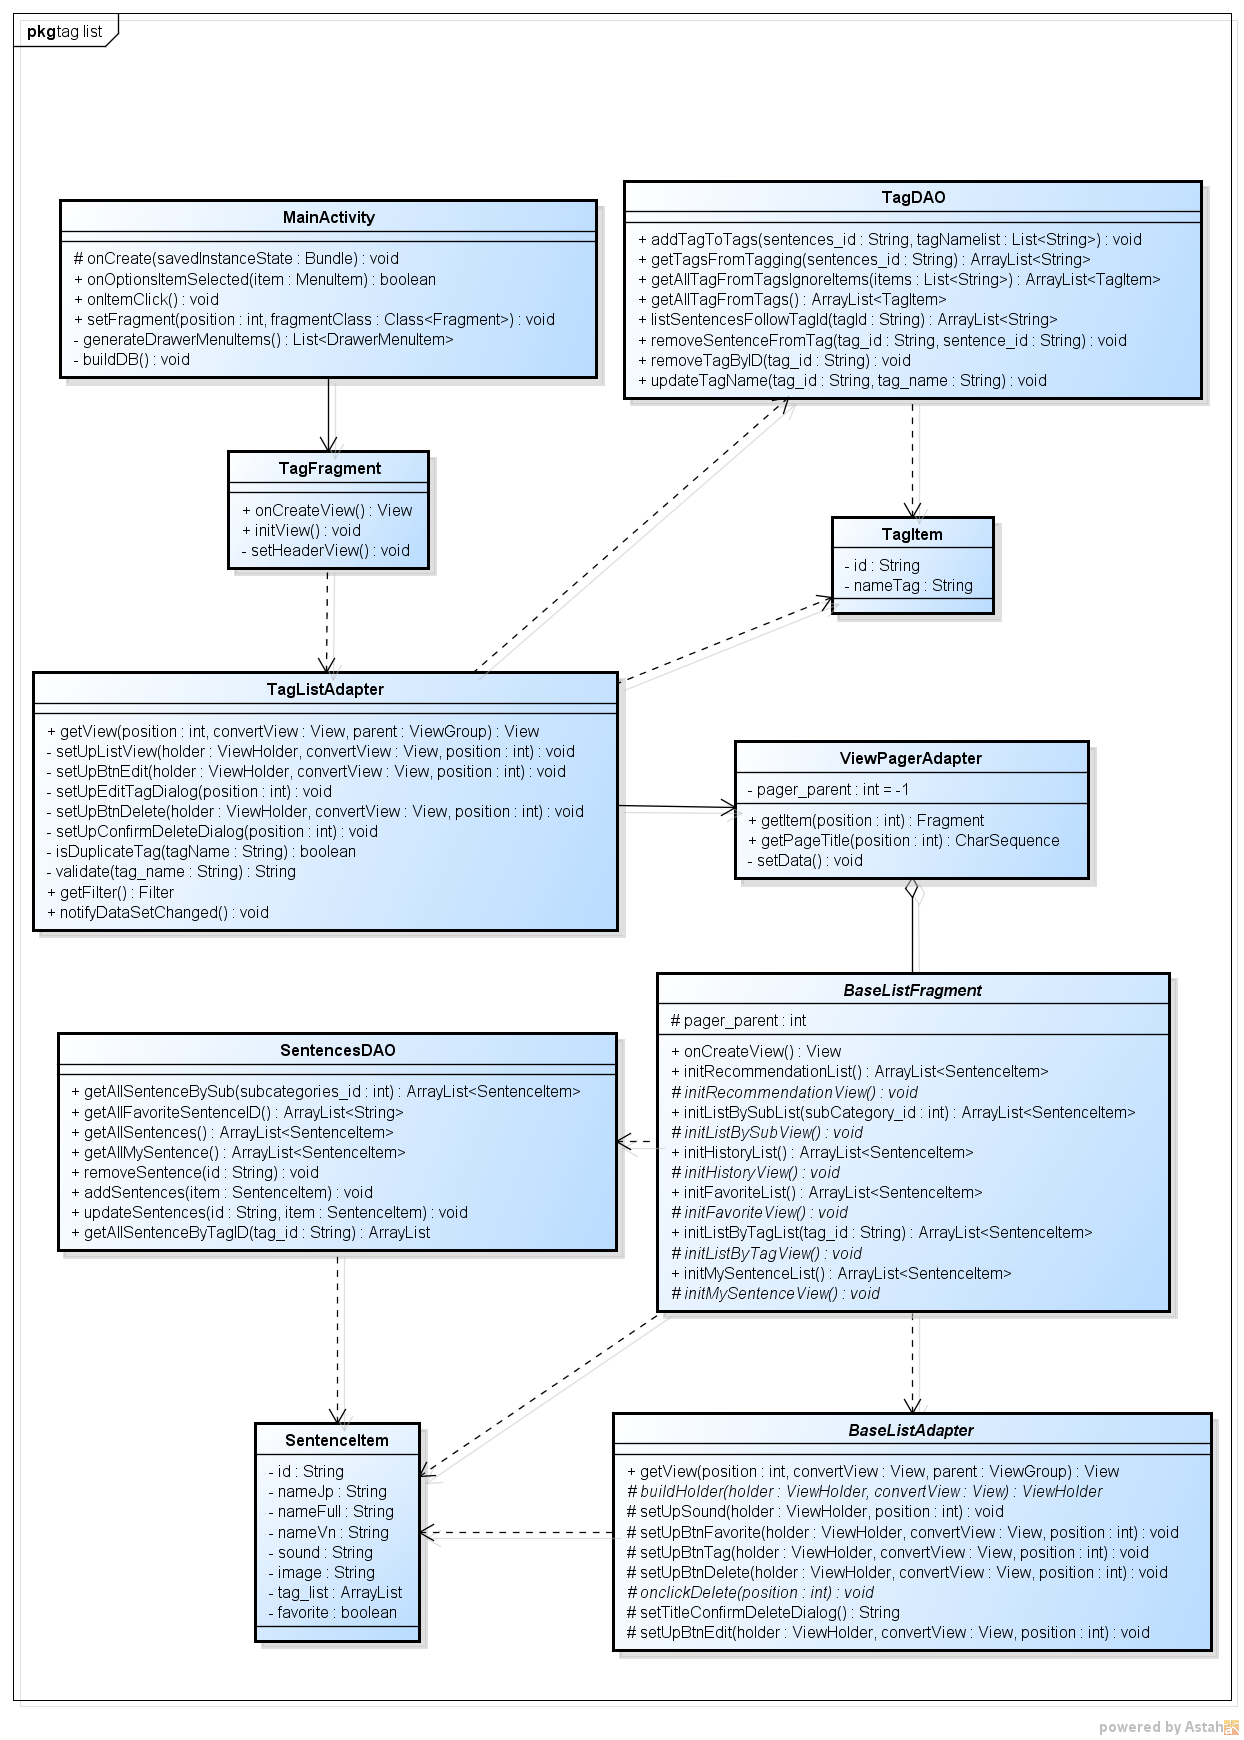 pkg tag list
MainActivity
# onCreate(savedInstanceState : Bundle) : void
+ onOptionsItemSelected(item : MenuItem) : boolean
+ onItemClick() : void
+ setFragment(position : int, fragmentClass : Class<Fragment>) : void
- generateDrawerMenuItems() : List<DrawerMenuItem>
- buildDB() : void
TagDAO
+ addTagToTags(sentences_id : String, tagNamelist : List<String>) : void
+ getTagsFromTagging(sentences_id : String) : ArrayList<String>
+ getAllTagFromTagsIgnoreItems(items : List<String>) : ArrayList<TagItem>
+ getAllTagFromTags() : ArrayList<TagItem>
+ listSentencesFollowTagId(tagId : String) : ArrayList<String>
+ removeSentenceFromTag(tag_id : String, sentence_id : String) : void
+ removeTagByID(tag_id : String) : void
+ updateTagName(tag_id : String, tag_name : String) : void
TagFragment
+ onCreateView() : View
+ initView() : void
- setHeaderView() : void
TagItem
- id : String
- nameTag : String
TagListAdapter
+ getView(position : int, convertView : View, parent : ViewGroup) : View
- setUpListView(holder : ViewHolder, convertView : View, position : int) : void
- setUpBtnEdit(holder : ViewHolder, convertView : View, position : int) : void
- setUpEditTagDialog(position : int) : void
- setUpBtnDelete(holder : ViewHolder, convertView : View, position : int) : void
- setUpConfirmDeleteDialog(position : int) : void
- isDuplicateTag(tagName : String) : boolean
- validate(tag_name : String) : String
+ getFilter() : Filter
+ notifyDataSetChanged() : void
ViewPagerAdapter
- pager_parent : int = -1
+ getItem(position : int) : Fragment
+ getPageTitle(position : int) : CharSequence
- setData() : void
BaseListFragment
# pager_parent : int
+ onCreateView() : View
+ initRecommendationList() : ArrayList<SentenceItem>
# initRecommendationView() : void
+ initListBySubList(subCategory_id : int) : ArrayList<SentenceItem>
# initListBySubView() : void
+ initHistoryList() : ArrayList<SentenceItem>
# initHistoryView() : void
+ initFavoriteList() : ArrayList<SentenceItem>
# initFavoriteView() : void
+ initListByTagList(tag_id : String) : ArrayList<SentenceItem>
# initListByTagView() : void
+ initMySentenceList() : ArrayList<SentenceItem>
# initMySentenceView() : void
SentencesDAO
+ getAllSentenceBySub(subcategories_id : int) : ArrayList<SentenceItem>
+ getAllFavoriteSentenceID() : ArrayList<String>
+ getAllSentences() : ArrayList<SentenceItem>
+ getAllMySentence() : ArrayList<SentenceItem>
+ removeSentence(id : String) : void
+ addSentences(item : SentenceItem) : void
+ updateSentences(id : String, item : SentenceItem) : void
+ getAllSentenceByTagID(tag_id : String) : ArrayList
SentenceItem
- id : String
- nameJp : String
- nameFull : String
- nameVn : String
- sound : String
- image : String
- tag_list : ArrayList
- favorite : boolean
BaseListAdapter
+ getView(position : int, convertView : View, parent : ViewGroup) : View
# buildHolder(holder : ViewHolder, convertView : View) : ViewHolder
# setUpSound(holder : ViewHolder, position : int) : void
# setUpBtnFavorite(holder : ViewHolder, convertView : View, position : int) : void
# setUpBtnTag(holder : ViewHolder, convertView : View, position : int) : void
# setUpBtnDelete(holder : ViewHolder, convertView : View, position : int) : void
# onclickDelete(position : int) : void
# setTitleConfirmDeleteDialog() : String
# setUpBtnEdit(holder : ViewHolder, convertView : View, position : int) : void
powered by Astah